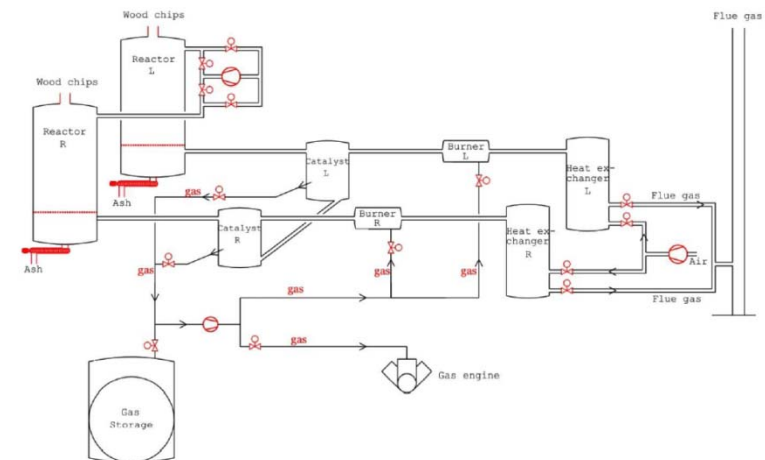 Wood chips
Flue gas
Reactor
L
Wood chips
Reactor
R
Burner
L
Catalyst
L
Heat ex-
changer
L
gas
Flue gas
Ash
Burner
R
Catalyst
R
Heat ex-
changer
R
Air
Ash
gas
gas
gas
gas
Flue gas
gas
Gas engine
Gas
Storage